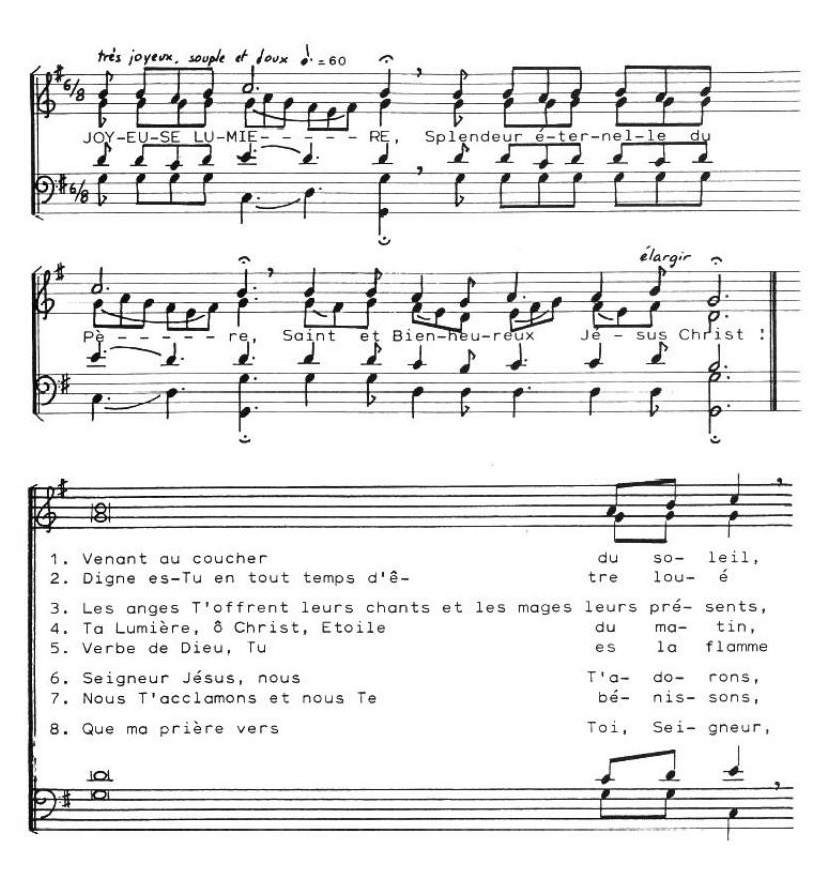 très joyeux, souple et doux ♩. = 60
6/8
JOY-EU-SE LU-MIE- - - - - - RE, Splendeur é-ter-nel-le du
6/8
élargir
Pè - - - - - - re, Saint et Bien-heu-reux Jé - sus Christ :
1. Venant au coucher du so- leil,
2. Digne es-Tu en tout temps d'ê- tre lou- é
3. Les anges T'offrent leurs chants et les mages leurs pré- sents,
4. Ta Lumière, ô Christ, Etoile du ma- tin,
5. Verbe de Dieu, Tu es la flamme
6. Seigneur Jésus, nous T'a- do- rons,
7. Nous T'acclamons et nous Te bé- nis- sons,
8. Que ma prière vers Toi, Sei- gneur,